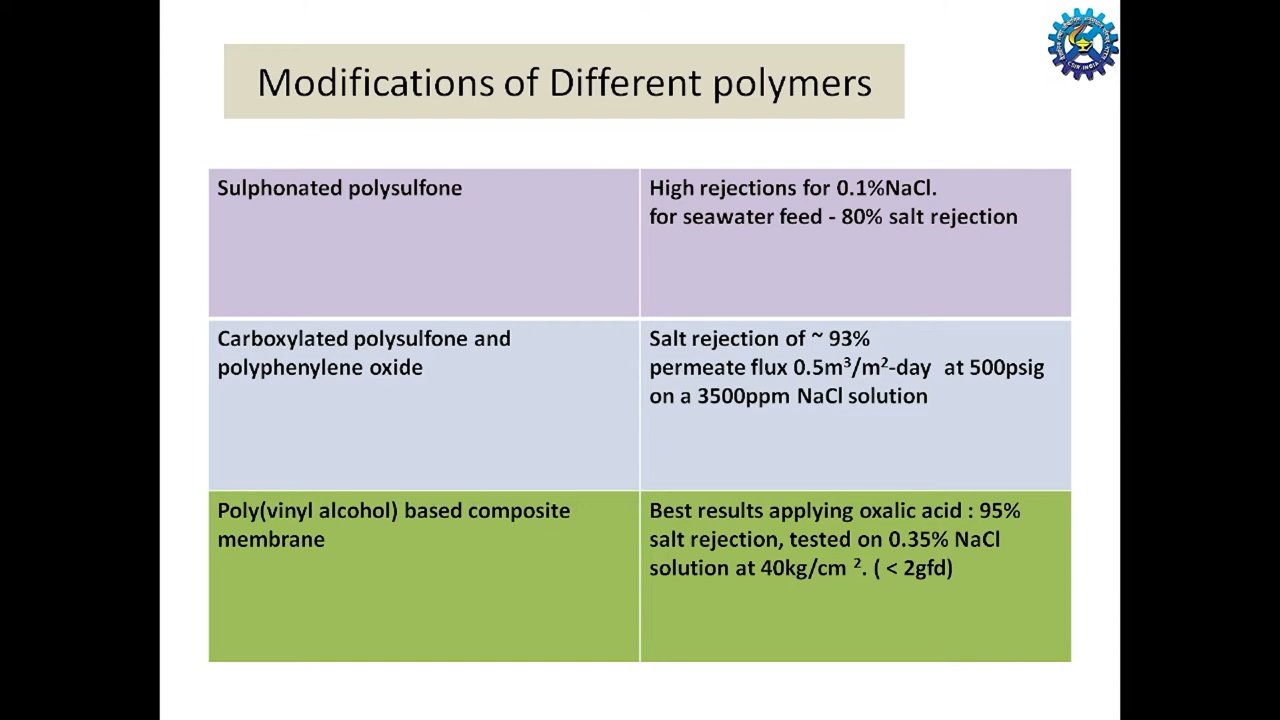 Modifications of Different polymers
Sulphonated polysulfone
High rejections for 0.1%NaCl.
for seawater feed - 80% salt rejection
Carboxylated polysulfone and
polyphenylene oxide
Salt rejection of ~ 93%
permeate flux 0.5m³/m²-day at 500psig
on a 3500ppm NaCl solution
Poly(vinyl alcohol) based composite
membrane
Best results applying oxalic acid : 95%
salt rejection, tested on 0.35% NaCl
solution at 40kg/cm ². ( < 2gfd)
CSIR-INDIA